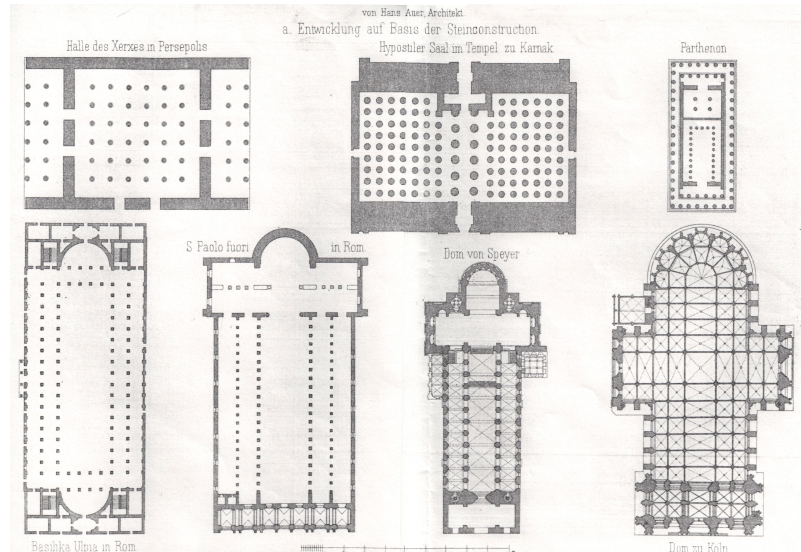 von Hans Auer, Architekt.
a. Entwicklung auf Basis der Steinconstruction.
Halle des Xerxes in Persepolis
Hypostiler Saal im Tempel zu Karnak
Parthenon
S. Paolo fuori in Rom.
Dom von Speyer
Basilika Ulpia in Rom
Dom zu Köln